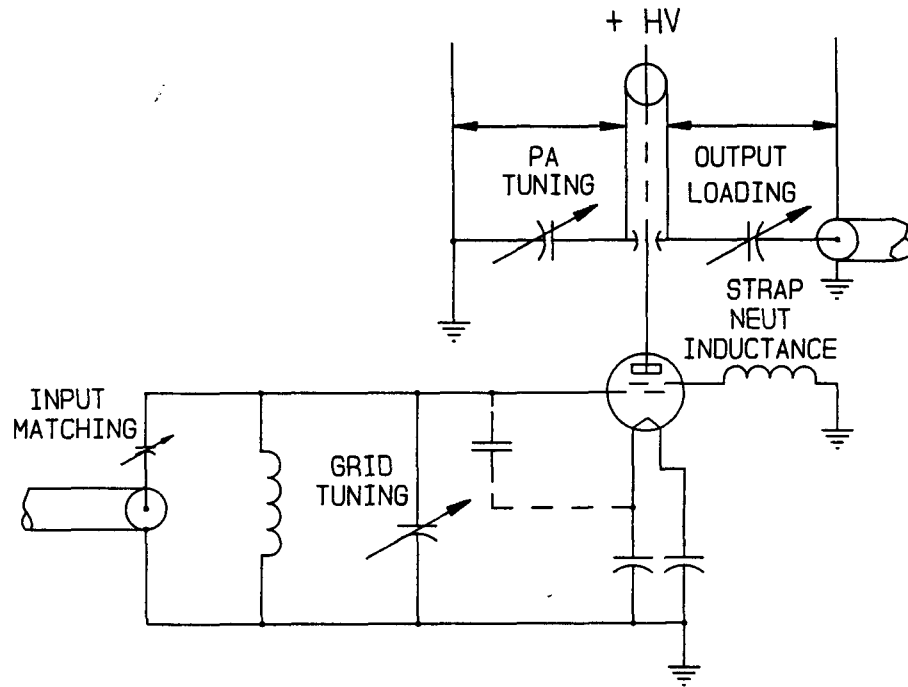 + HV
PA
TUNING
OUTPUT
LOADING
STRAP
NEUT
INDUCTANCE
INPUT
MATCHING
GRID
TUNING